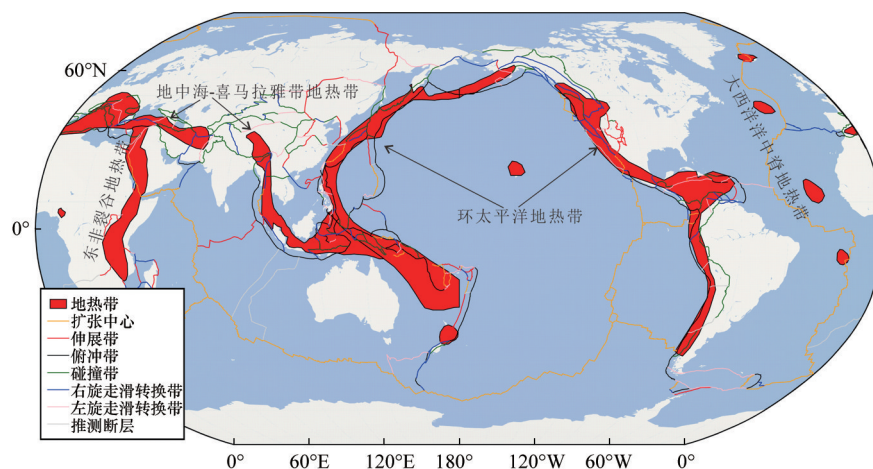 60°N
0°
地中海-喜马拉雅带地热带
东非裂谷地热带
环太平洋地热带
大西洋洋中脊地热带
地热带
扩张中心
伸展带
俯冲带
碰撞带
右旋走滑转换带
左旋走滑转换带
推测断层
0° 60°E 120°E 180° 120°W 60°W 0°